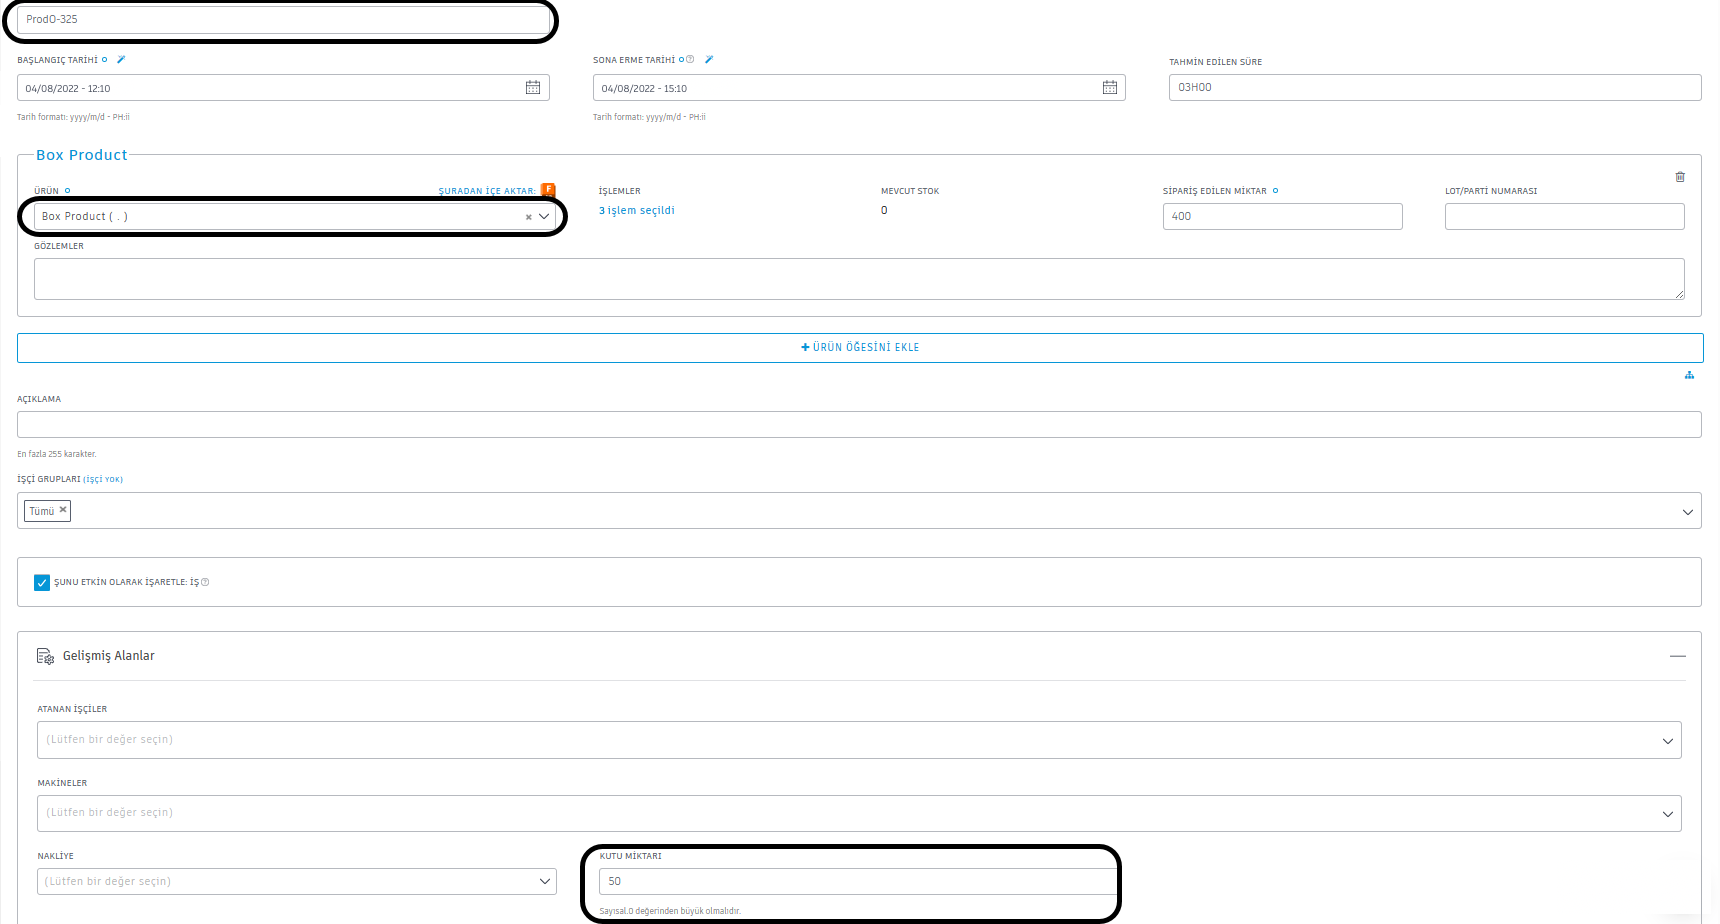 ProdO-325
BAŞLANGIÇ TARİHİ
SONA ERME TARİHİ
TAHMİN EDİLEN SÜRE
04/08/2022 - 12:10
04/08/2022 - 15:10
03H00
Tarih formatı: yyyy/m/d - PH:ii
Tarih formatı: yyyy/m/d - PH:ii
Box Product
ÜRÜN
ŞURADAN İÇE AKTAR: F
İŞLEMLER
MEVCUT STOK
SİPARİŞ EDİLEN MİKTAR
LOT/PARTİ NUMARASI
Box Product ( . )
3 işlem seçildi
0
400
GÖZLEMLER
+ ÜRÜN ÖĞESİNİ EKLE
AÇIKLAMA
En fazla 255 karakter.
İŞÇİ GRUPLARI (İŞÇİ YOK)
Tümü
ŞUNU ETKİN OLARAK İŞARETLE: İŞ
Gelişmiş Alanlar
ATANAN İŞÇİLER
(Lütfen bir değer seçin)
MAKİNELER
(Lütfen bir değer seçin)
NAKLİYE
KUTU MİKTARI
(Lütfen bir değer seçin)
50
Sayısal.0 değerinden büyük olmalıdır.